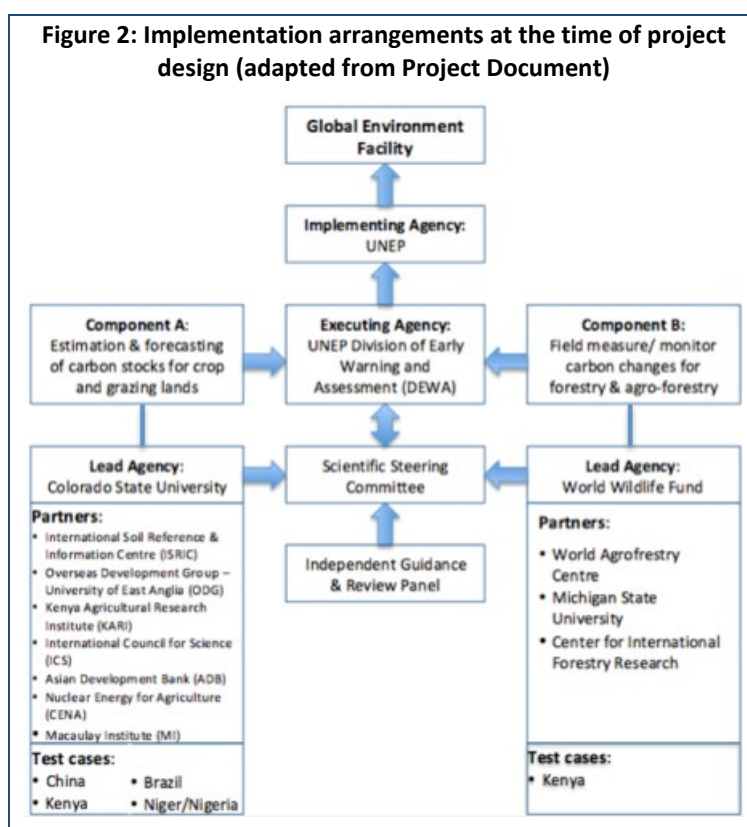 Figure 2: Implementation arrangements at the time of project
design (adapted from Project Document)
Global Environment
Facility
Implementing Agency:
UNEP
Component A:
Estimation & forecasting
of carbon stocks for crop
and grazing lands
Executing Agency:
UNEP Division of Early
Warning and
Assessment (DEWA)
Component B:
Field measure/ monitor
carbon changes for
forestry & agro-forestry
Lead Agency:
Colorado State University
Scientific Steering
Committee
Lead Agency:
World Wildlife Fund
Partners:
• International Soil Reference &
Information Centre (ISRIC)
• Overseas Development Group –
University of East Anglia (ODG)
• Kenya Agricultural Research
Institute (KARI)
• International Council for Science
(ICS)
• Asian Development Bank (ADB)
• Nuclear Energy for Agriculture
(CENA)
• Macaulay Institute (MI)
Independent Guidance
& Review Panel
Partners:
• World Agrofrestry
Centre
• Michigan State
University
• Center for International
Forestry Research
Test cases:
• China • Brazil
• Kenya • Niger/Nigeria
Test cases:
• Kenya